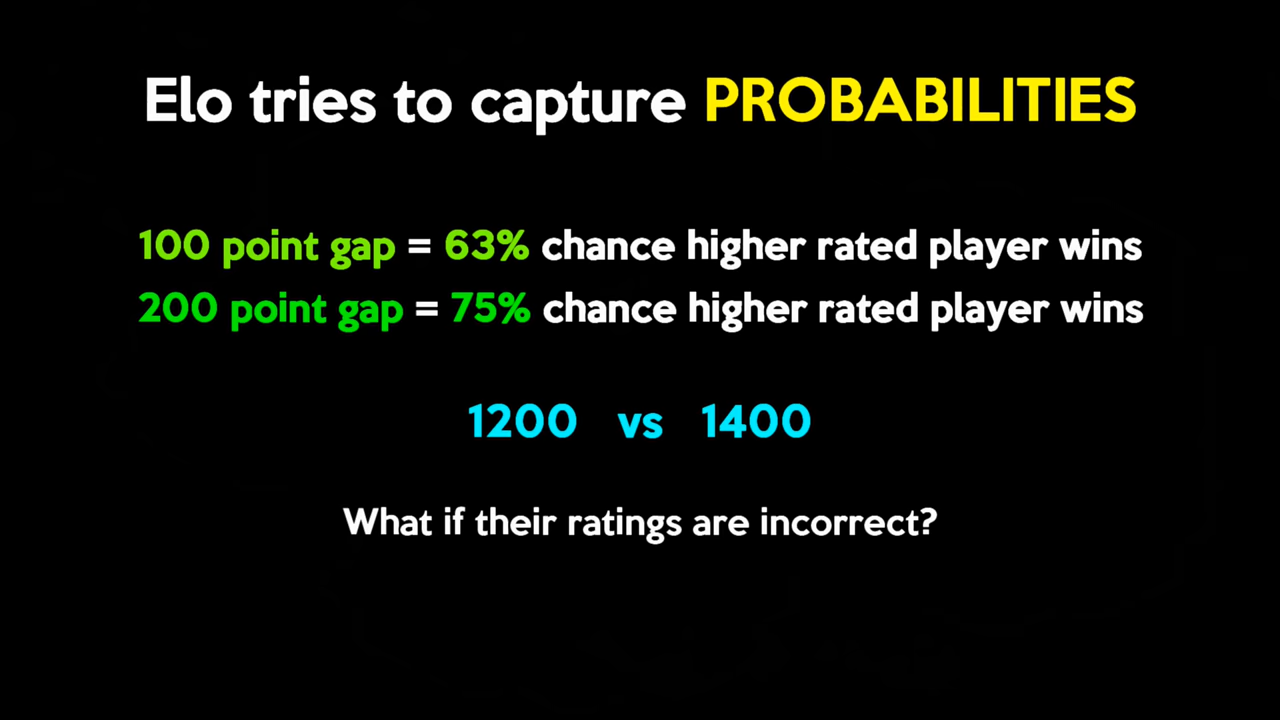 Elo tries to capture PROBABILITIES
100 point gap = 63% chance higher rated player wins
200 point gap = 75% chance higher rated player wins
1200 vs 1400
What if their ratings are incorrect?